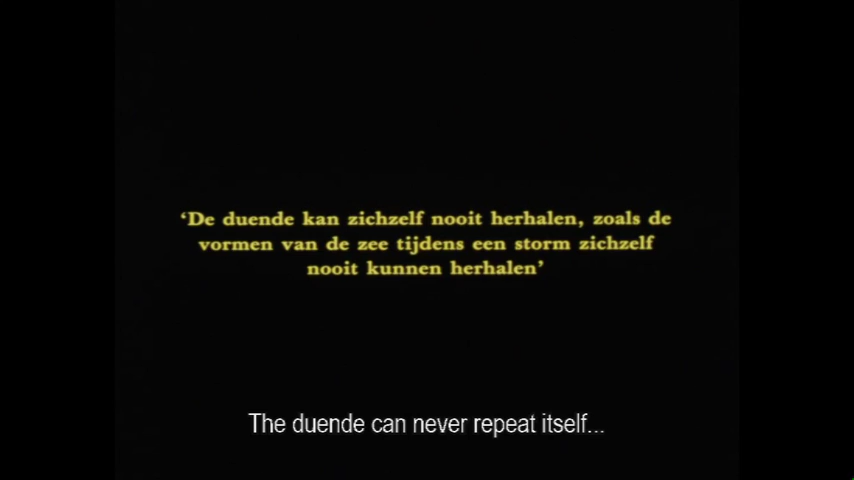 ‘De duende kan zichzelf nooit herhalen, zoals de
vormen van de zee tijdens een storm zichzelf
nooit kunnen herhalen’
The duende can never repeat itself...